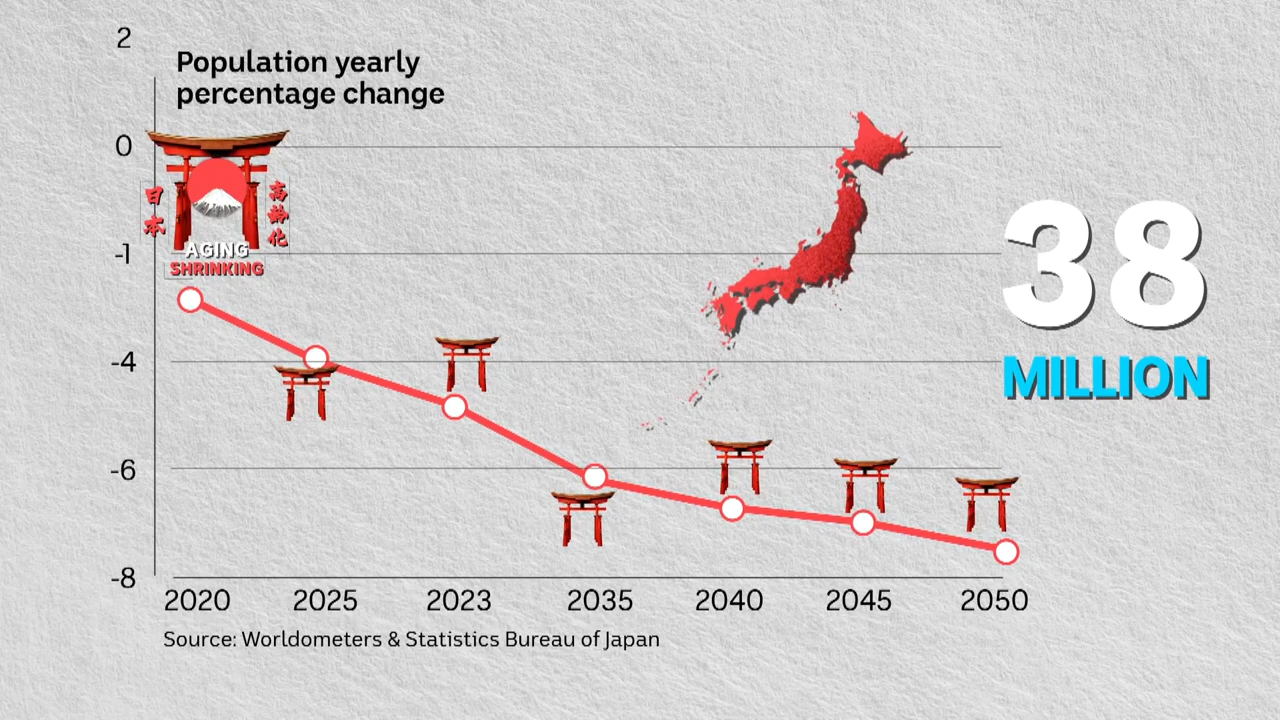 2
Population yearly
percentage change
0
日本
高齢化
AGING
SHRINKING
-1
-4
-6
-8
38
MILLION
2020 2025 2023 2035 2040 2045 2050
Source: Worldometers & Statistics Bureau of Japan